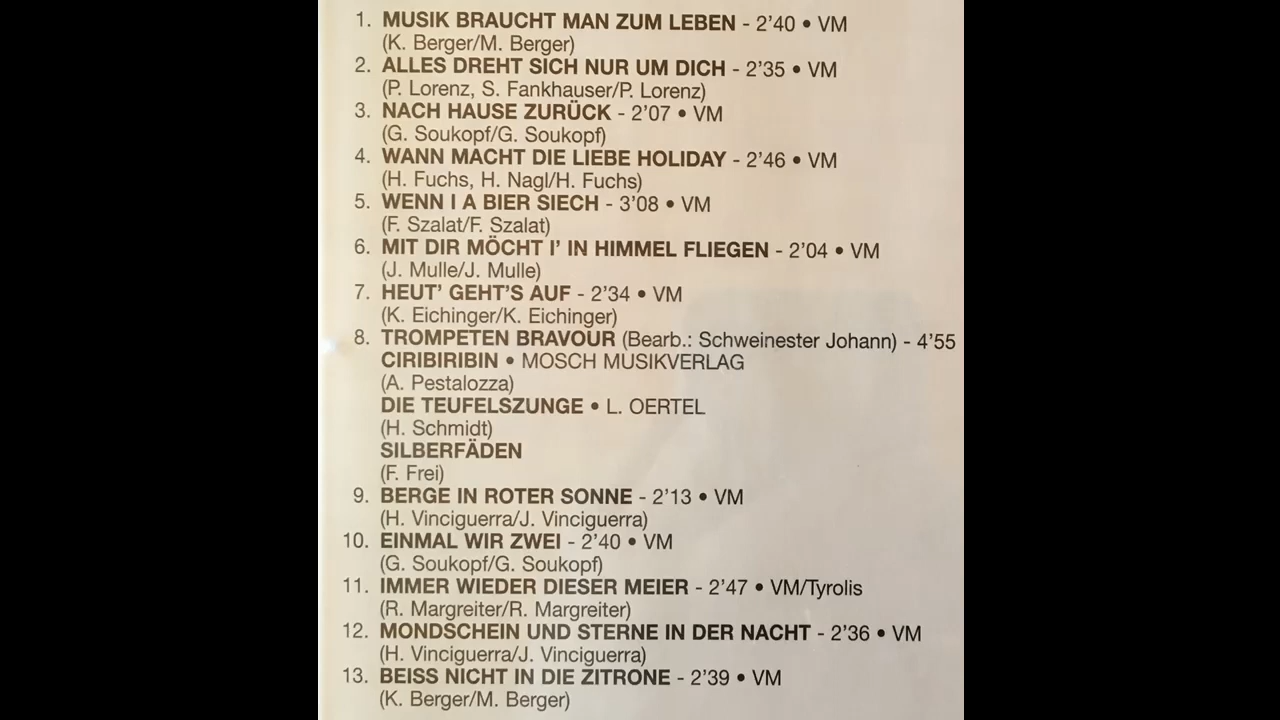 1. MUSIK BRAUCHT MAN ZUM LEBEN - 2'40 • VM
(K. Berger/M. Berger)
2. ALLES DREHT SICH NUR UM DICH - 2'35 • VM
(P. Lorenz, S. Fankhauser/P. Lorenz)
3. NACH HAUSE ZURÜCK - 2'07 • VM
(G. Soukopf/G. Soukopf)
4. WANN MACHT DIE LIEBE HOLIDAY - 2'46 • VM
(H. Fuchs, H. Nagl/H. Fuchs)
5. WENN I A BIER SIECH - 3'08 • VM
(F. Szalat/F. Szalat)
6. MIT DIR MÖCHT I' IN HIMMEL FLIEGEN - 2'04 • VM
(J. Mulle/J. Mulle)
7. HEUT' GEHT'S AUF - 2'34 • VM
(K. Eichinger/K. Eichinger)
8. TROMPETEN BRAVOUR (Bearb.: Schweinester Johann) - 4'55
CIRIBIRIBIN • MOSCH MUSIKVERLAG
(A. Pestalozza)
DIE TEUFELSZUNGE • L. OERTEL
(H. Schmidt)
SILBERFÄDEN
(F. Frei)
9. BERGE IN ROTER SONNE - 2'13 • VM
(H. Vinciguerra/J. Vinciguerra)
10. EINMAL WIR ZWEI - 2'40 • VM
(G. Soukopf/G. Soukopf)
11. IMMER WIEDER DIESER MEIER - 2'47 • VM/Tyrolis
(R. Margreiter/R. Margreiter)
12. MONDSCHEIN UND STERNE IN DER NACHT - 2'36 • VM
(H. Vinciguerra/J. Vinciguerra)
13. BEISS NICHT IN DIE ZITRONE - 2'39 • VM
(K. Berger/M. Berger)